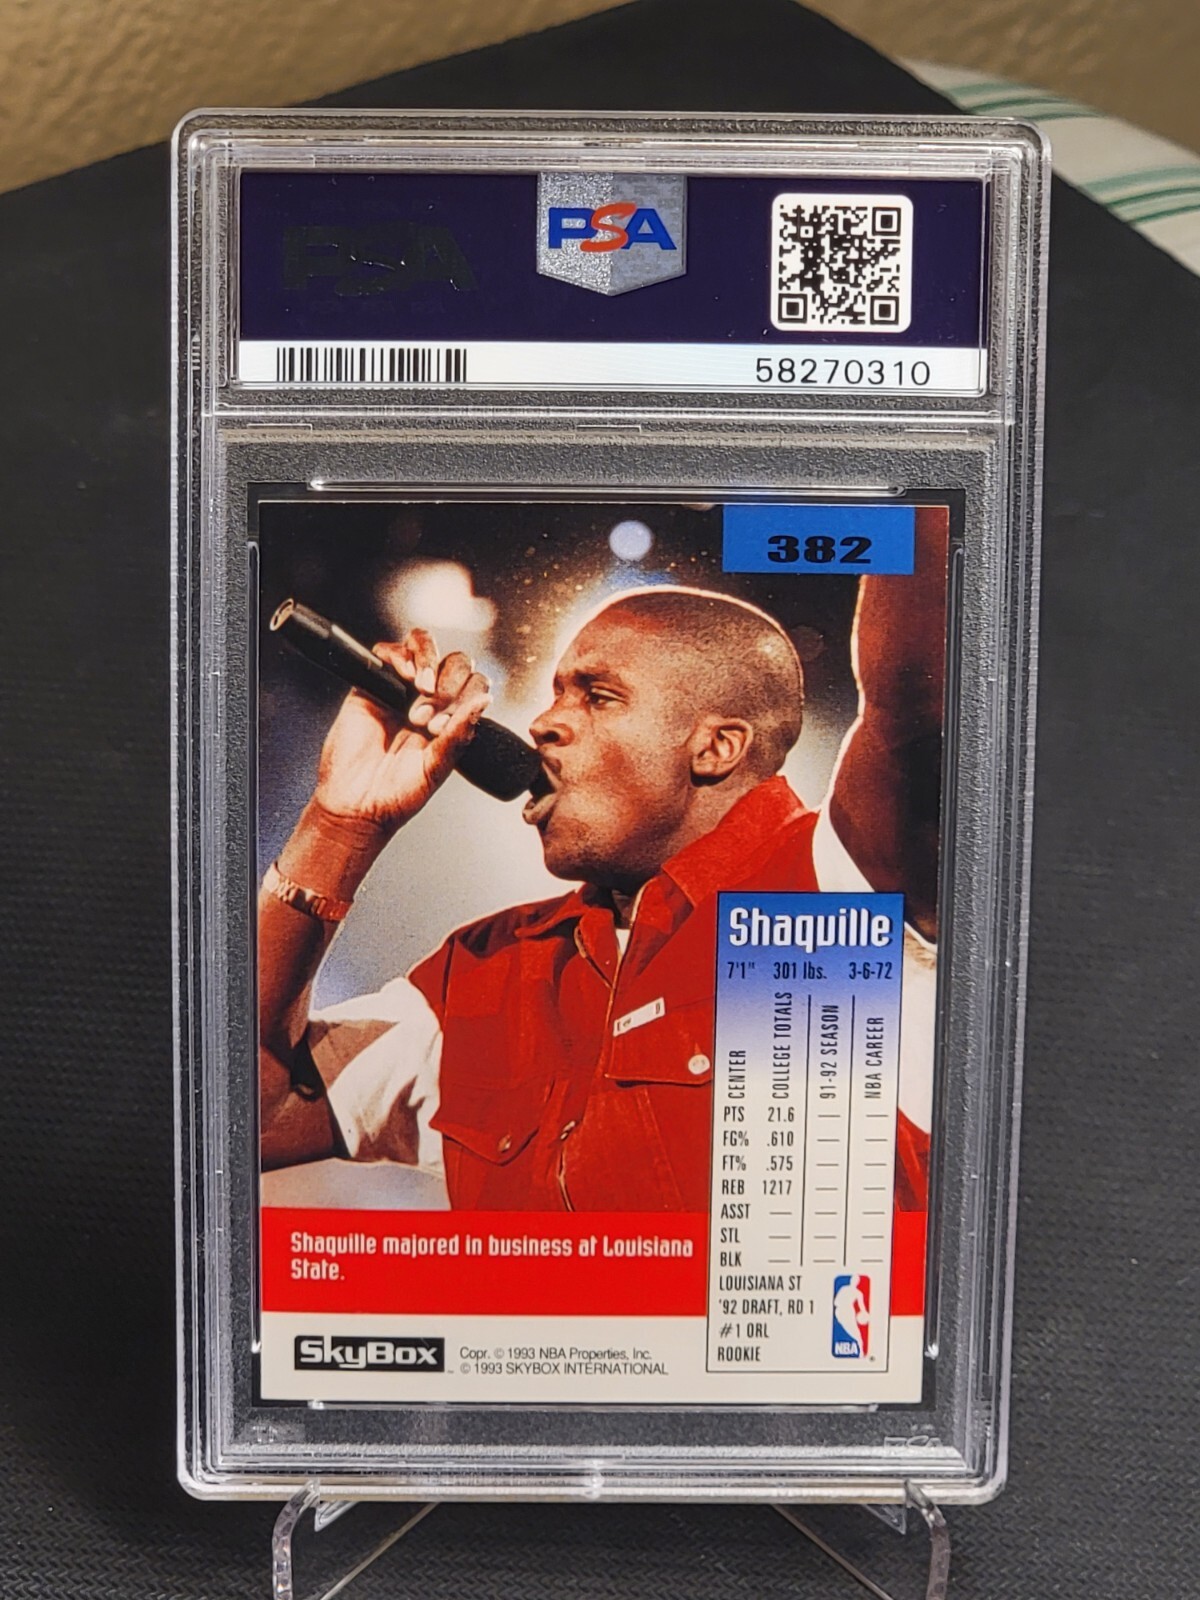 PSA
PSA
58270310
382
Shaquille
7'1" 301 lbs. 3-6-72
CENTER
COLLEGE TOTALS
91-92 SEASON
NBA CAREER
PTS 21.6 — —
FG% .610 — —
FT% .575 — —
REB 1217 — —
ASST — — —
STL — — —
BLK — — —
LOUISIANA ST
'92 DRAFT, RD 1
#1 ORL
ROOKIE
NBA
Shaquille majored in business at Louisiana
State.
SkyBox™
Copr. © 1993 NBA Properties, Inc.
© 1993 SKYBOX INTERNATIONAL